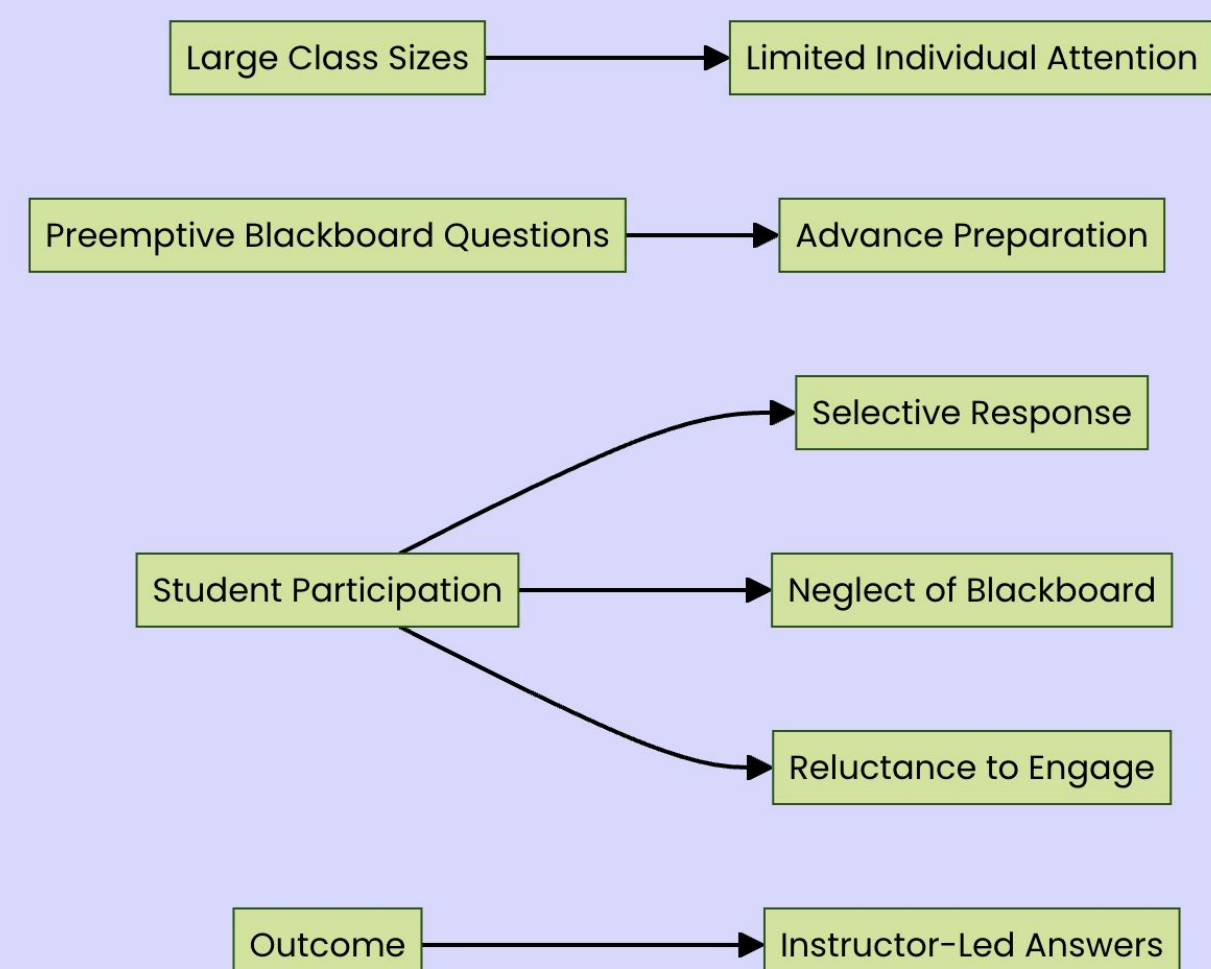 Large Class Sizes
Limited Individual Attention
Preemptive Blackboard Questions
Advance Preparation
Selective Response
Student Participation
Neglect of Blackboard
Reluctance to Engage
Outcome
Instructor-Led Answers